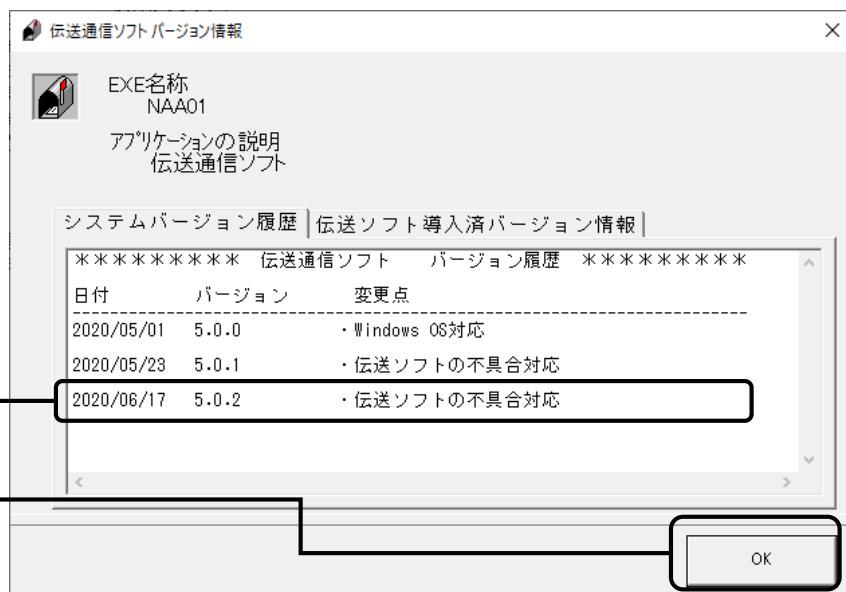 伝送通信ソフト バージョン情報
EXE名称
NAA01
アプリケーションの説明
伝送通信ソフト
システムバージョン履歴 伝送ソフト導入済バージョン情報
********* 伝送通信ソフト バージョン履歴 *********
日付 バージョン 変更点
--------------------------------------------------------------------------
2020/05/01 5.0.0 ・Windows OS対応
2020/05/23 5.0.1 ・伝送ソフトの不具合対応
2020/06/17 5.0.2 ・伝送ソフトの不具合対応
OK